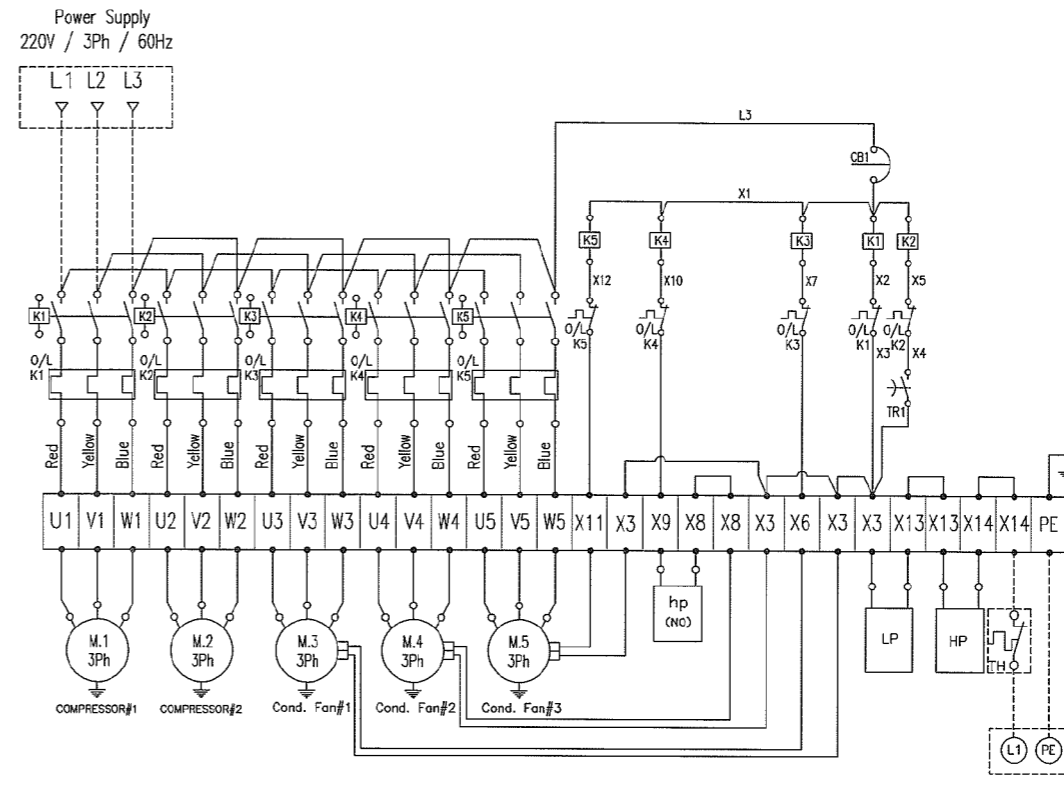 Power Supply
220V / 3Ph / 60Hz
L1 L2 L3
L3
CB1
X1
K5 K4 K3 K1 K2
X12 X10 X7 X2 X5
K1 K2 K3 K4 K5
O/L K5
O/L K4
O/L K3
O/L K1
O/L K2
X3 X4
TR1
O/L K1
O/L K2
O/L K3
O/L K4
O/L K5
Red Yellow Blue Red Yellow Blue Red Yellow Blue Red Yellow Blue Red Yellow Blue
U1 V1 W1 U2 V2 W2 U3 V3 W3 U4 V4 W4 U5 V5 W5 X11 X3 X9 X8 X8 X3 X6 X3 X3 X13 X13 X14 X14 PE
hp
(NO)
LP HP TH
M.1 M.2 M.3 M.4 M.5
3Ph 3Ph 3Ph 3Ph 3Ph
COMPRESSOR#1 COMPRESSOR#2 Cond. Fan#1 Cond. Fan#2 Cond. Fan#3
L1 PE